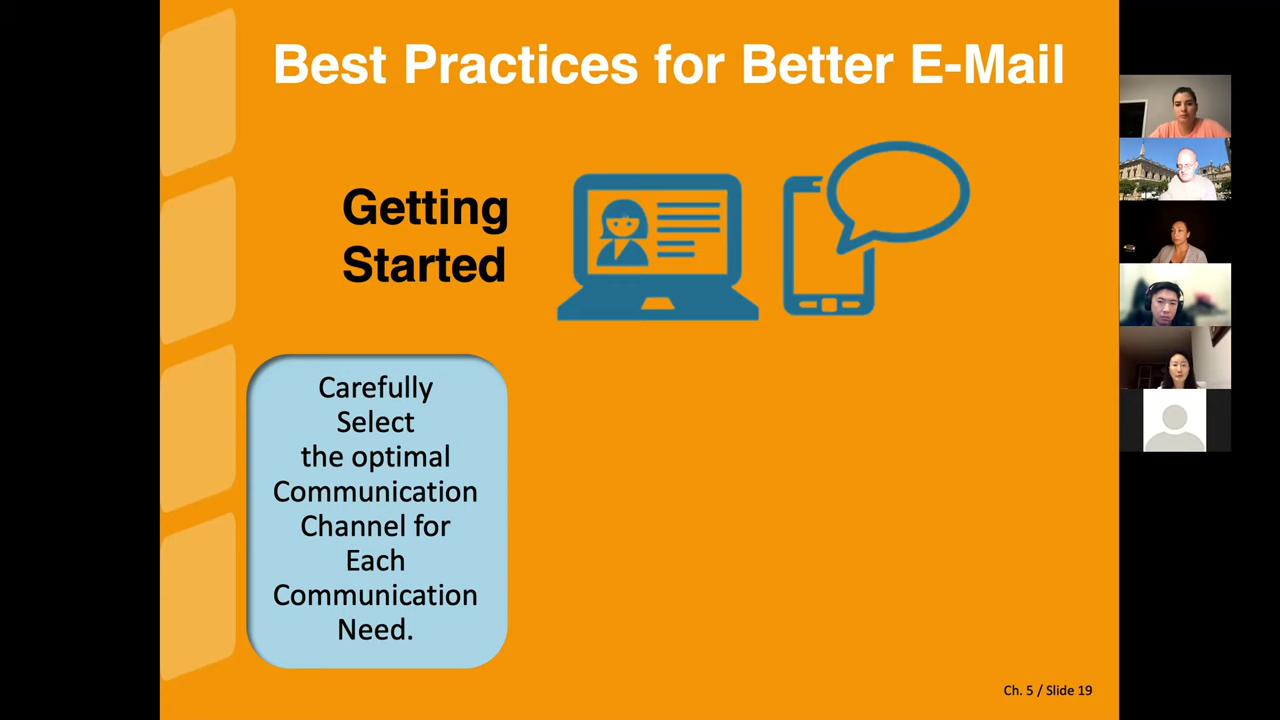 Best Practices for Better E-Mail
Getting
Started
Carefully
Select
the optimal
Communication
Channel for
Each
Communication
Need.
Ch. 5 / Slide 19